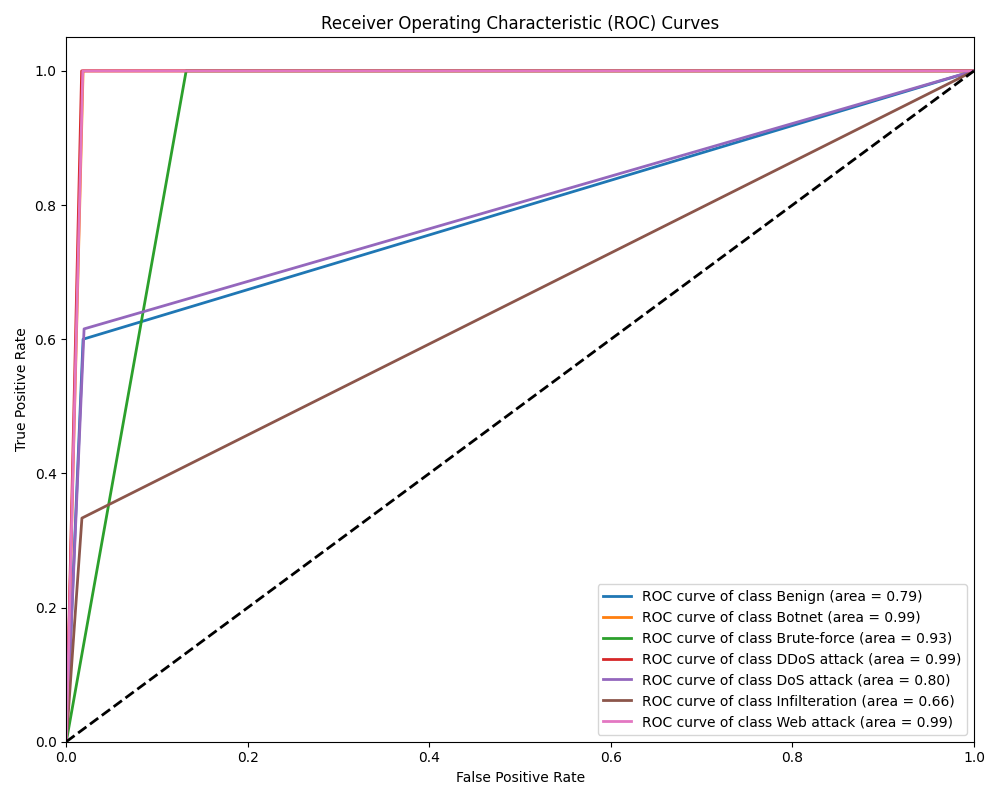 Receiver Operating Characteristic (ROC) Curves
1.0
0.8
0.6
0.4
0.2
0.0
True Positive Rate
0.0 0.2 0.4 0.6 0.8 1.0
False Positive Rate
ROC curve of class Benign (area = 0.79)
ROC curve of class Botnet (area = 0.99)
ROC curve of class Brute-force (area = 0.93)
ROC curve of class DDoS attack (area = 0.99)
ROC curve of class DoS attack (area = 0.80)
ROC curve of class Infilteration (area = 0.66)
ROC curve of class Web attack (area = 0.99)